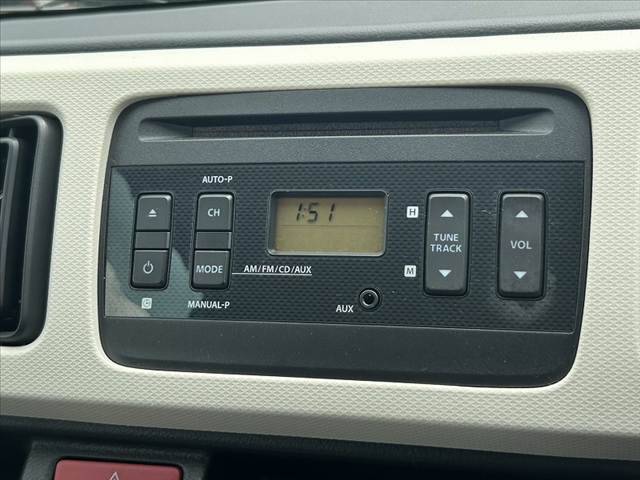 AUTO-P
CH
1:51
H
TUNE
TRACK
VOL
MODE
AM/FM/CD/AUX
M
MANUAL-P
AUX